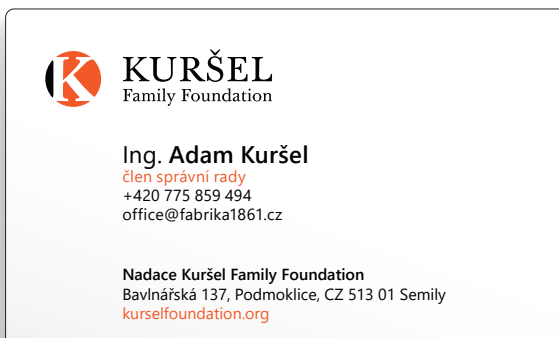 K
KURŠEL
Family Foundation
Ing. Adam Kuršel
člen správní rady
+420 775 859 494
office@fabrika1861.cz
Nadace Kuršel Family Foundation
Bavlnářská 137, Podmoklice, CZ 513 01 Semily
kurselfoundation.org